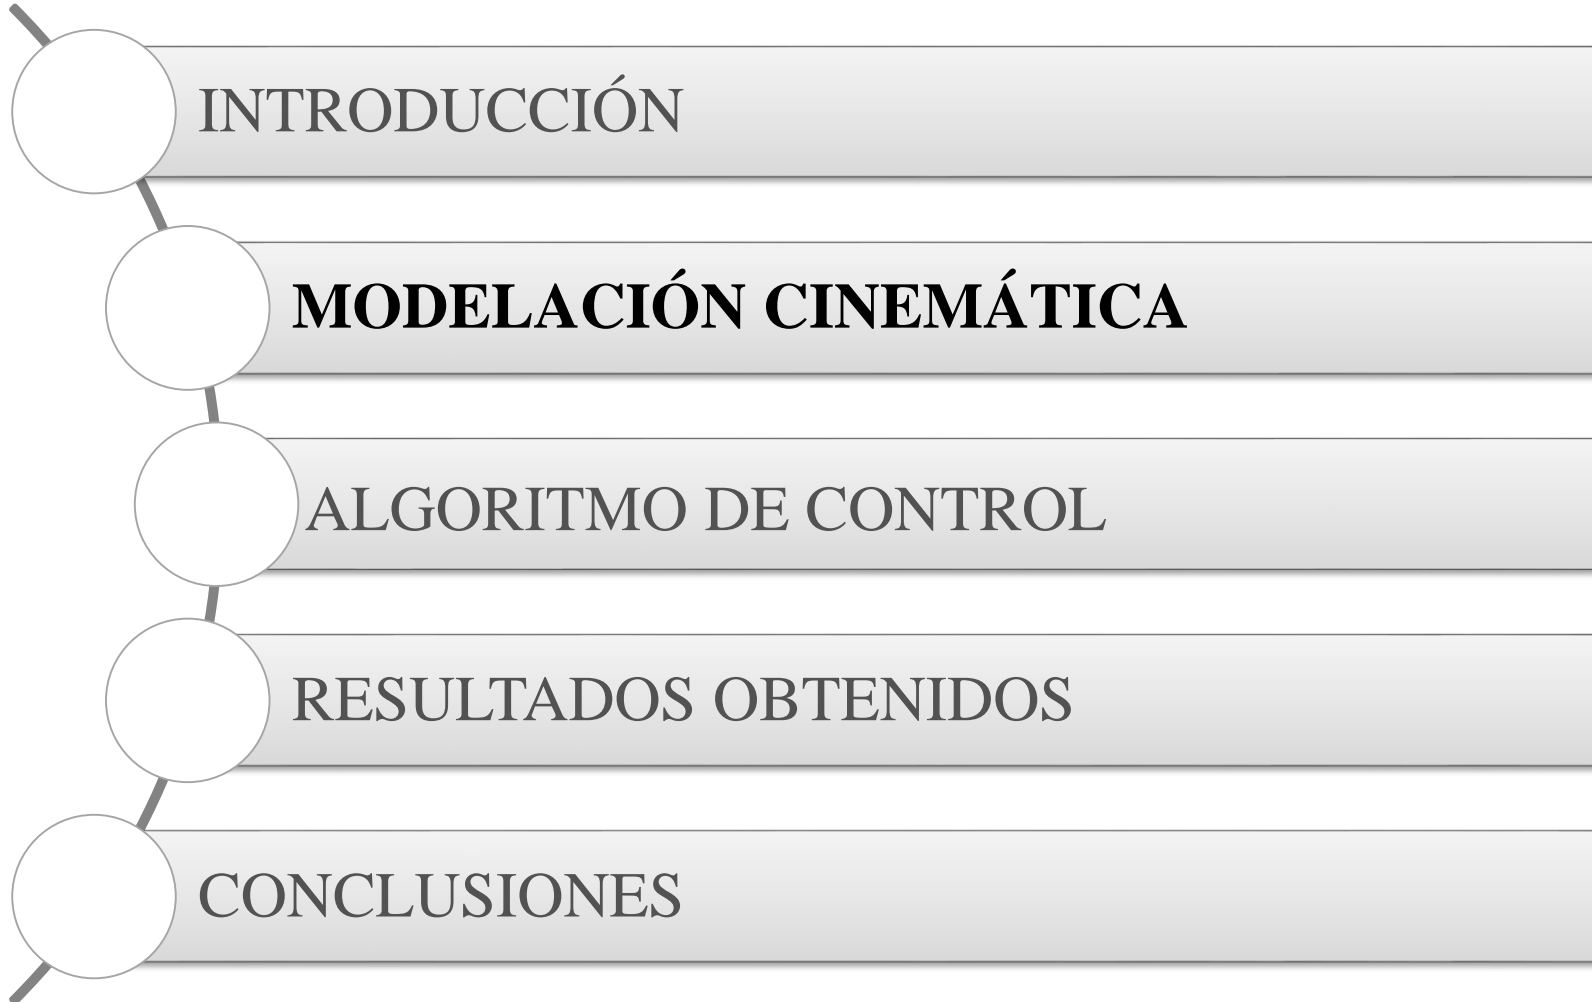 INTRODUCCIÓN
MODELACIÓN CINEMÁTICA
ALGORITMO DE CONTROL
RESULTADOS OBTENIDOS
CONCLUSIONES